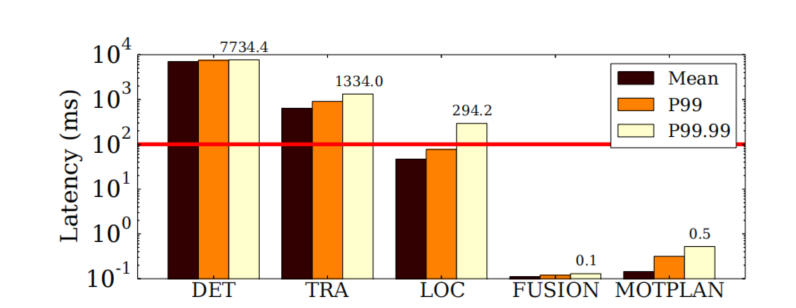 Latency (ms)
10^4
10^3
10^2
10^1
10^0
10^-1
7734.4
1334.0
294.2
0.1
0.5
Mean
P99
P99.99
DET TRA LOC FUSION MOTPLAN